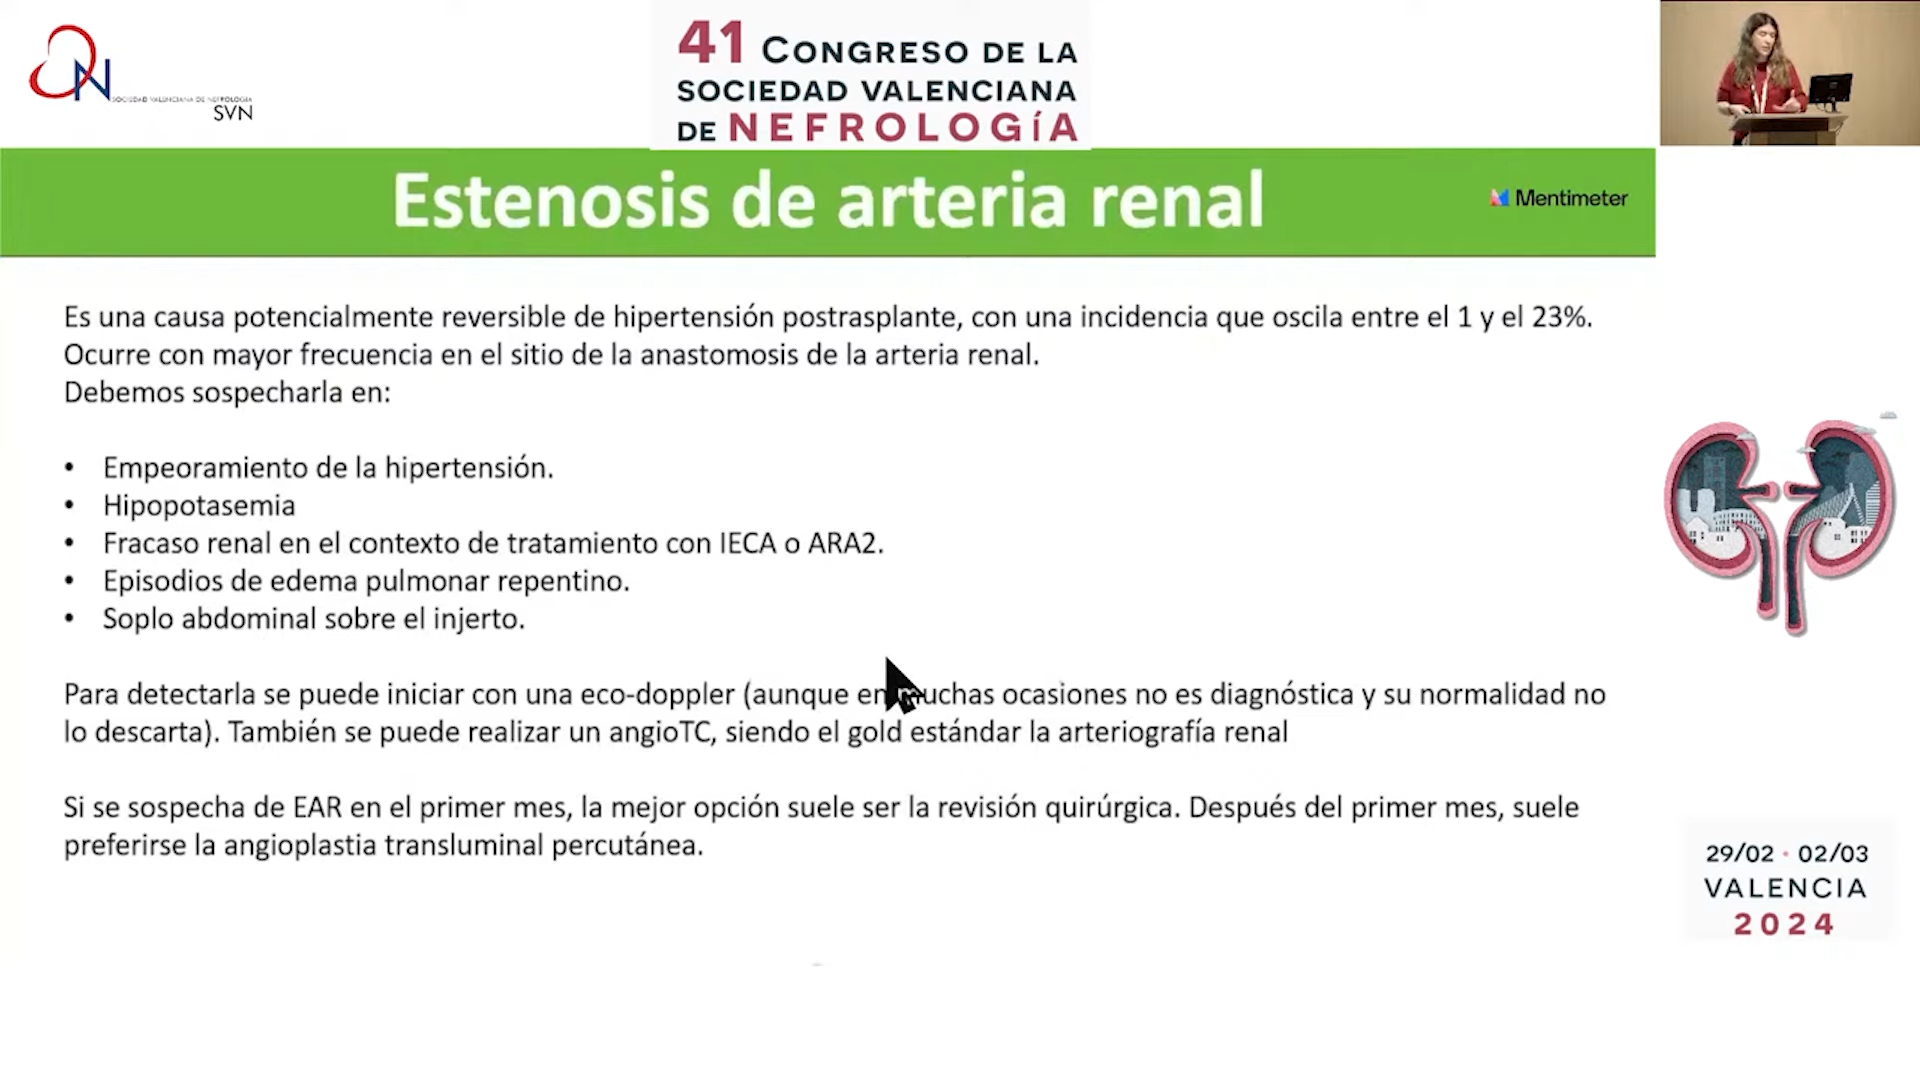 SOCIEDAD VALENCIANA DE NEFROLOGÍA
SVN
41 CONGRESO DE LA
SOCIEDAD VALENCIANA
DE NEFROLOGÍA
Estenosis de arteria renal
Mentimeter
Es una causa potencialmente reversible de hipertensión postrasplante, con una incidencia que oscila entre el 1 y el 23%.
Ocurre con mayor frecuencia en el sitio de la anastomosis de la arteria renal.
Debemos sospecharla en:
• Empeoramiento de la hipertensión.
• Hipopotasemia
• Fracaso renal en el contexto de tratamiento con IECA o ARA2.
• Episodios de edema pulmonar repentino.
• Soplo abdominal sobre el injerto.
Para detectarla se puede iniciar con una eco-doppler (aunque en muchas ocasiones no es diagnóstica y su normalidad no
lo descarta). También se puede realizar un angioTC, siendo el gold estándar la arteriografía renal
Si se sospecha de EAR en el primer mes, la mejor opción suele ser la revisión quirúrgica. Después del primer mes, suele
preferirse la angioplastia transluminal percutánea.
29/02 · 02/03
VALENCIA
2024